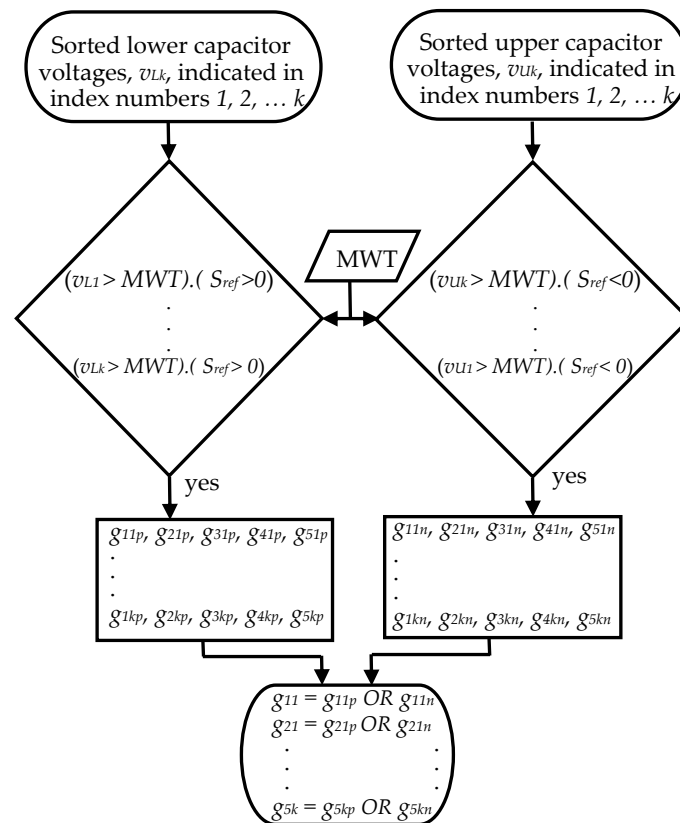 Sorted lower capacitor
voltages, vLk, indicated in
index numbers 1, 2, … k
Sorted upper capacitor
voltages, vUk, indicated in
index numbers 1, 2, … k
MWT
(vL1 > MWT).( Sref >0)
.
.
.
(vLk > MWT).( Sref > 0)
(vUk > MWT).( Sref <0)
.
.
.
(vU1 > MWT).( Sref < 0)
yes
yes
g11p, g21p, g31p, g41p, g51p
.
.
.
g1kp, g2kp, g3kp, g4kp, g5kp
g11n, g21n, g31n, g41n, g51n
.
.
.
g1kn, g2kn, g3kn, g4kn, g5kn
g11 = g11p OR g11n
g21 = g21p OR g21n
. .
. .
. .
g5k = g5kp OR g5kn